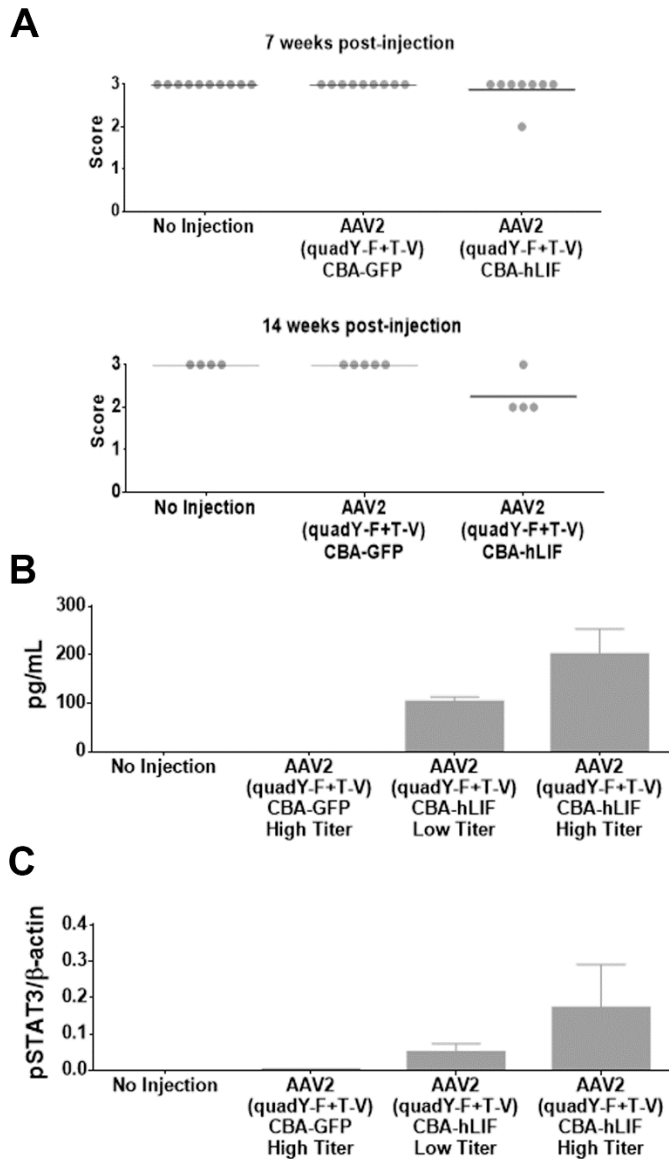 A
7 weeks post-injection
3
2
0
Score
No Injection
AAV2
(quadY-F+T-V)
CBA-GFP
AAV2
(quadY-F+T-V)
CBA-hLIF
14 weeks post-injection
3
2
0
Score
No Injection
AAV2
(quadY-F+T-V)
CBA-GFP
AAV2
(quadY-F+T-V)
CBA-hLIF
B
300
200
100
0
pg/mL
No Injection
AAV2
(quadY-F+T-V)
CBA-GFP
High Titer
AAV2
(quadY-F+T-V)
CBA-hLIF
Low Titer
AAV2
(quadY-F+T-V)
CBA-hLIF
High Titer
C
0.4
0.3
0.2
0.1
0.0
pSTAT3/β-actin
No Injection
AAV2
(quadY-F+T-V)
CBA-GFP
High Titer
AAV2
(quadY-F+T-V)
CBA-hLIF
Low Titer
AAV2
(quadY-F+T-V)
CBA-hLIF
High Titer